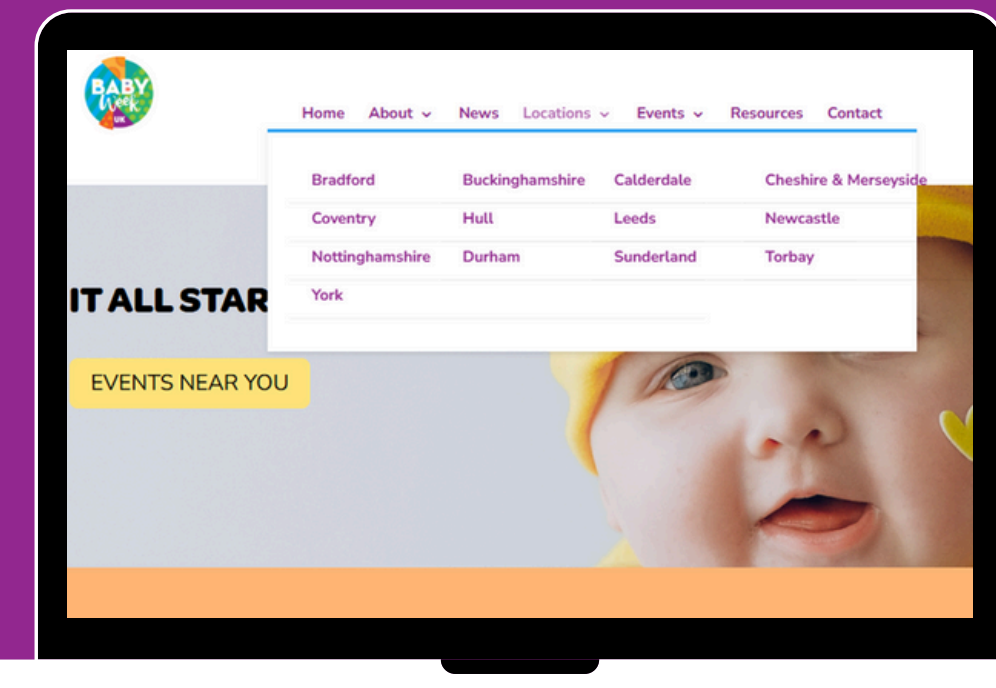 BABY
Week
UK
Home About News Locations Events Resources Contact
Bradford Buckinghamshire Calderdale Cheshire & Merseyside
Coventry Hull Leeds Newcastle
Nottinghamshire Durham Sunderland Torbay
York
IT ALL STAR
EVENTS NEAR YOU